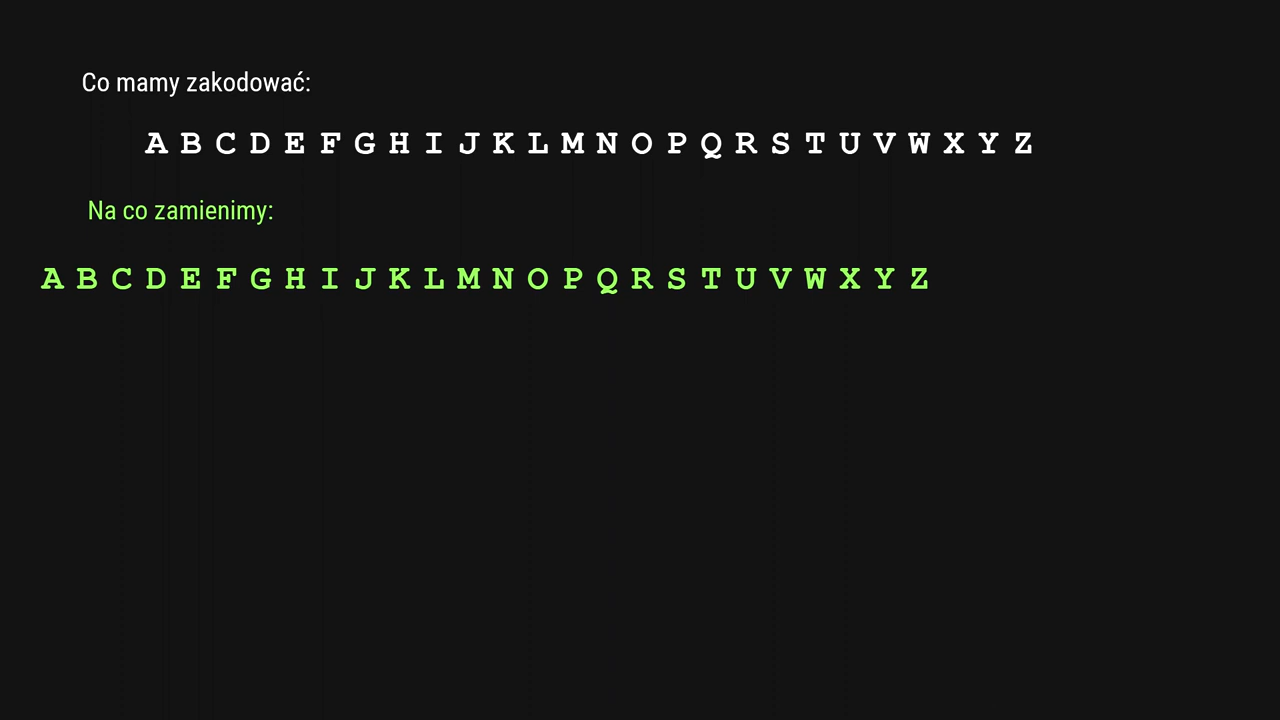 Co mamy zakodować:
A B C D E F G H I J K L M N O P Q R S T U V W X Y Z
Na co zamienimy:
A B C D E F G H I J K L M N O P Q R S T U V W X Y Z